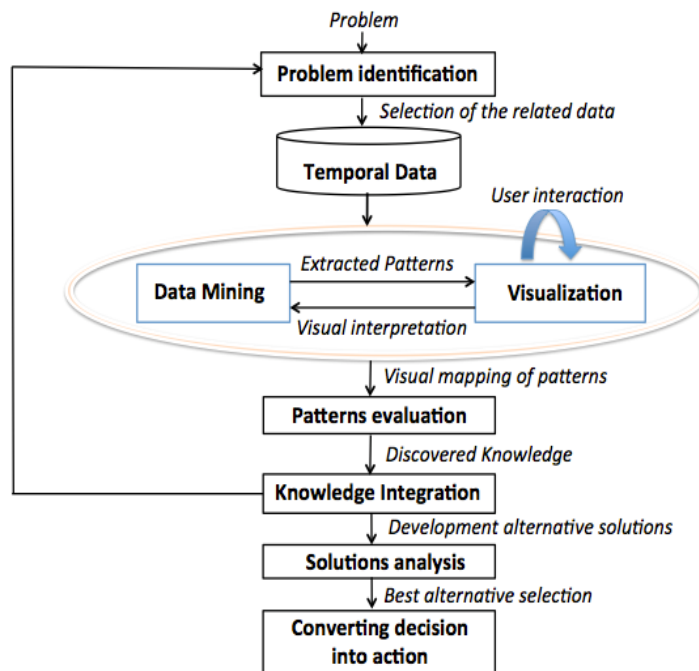 Problem
Problem identification
Selection of the related data
Temporal Data
User interaction
Extracted Patterns
Data Mining
Visualization
Visual interpretation
Visual mapping of patterns
Patterns evaluation
Discovered Knowledge
Knowledge Integration
Development alternative solutions
Solutions analysis
Best alternative selection
Converting decision
into action